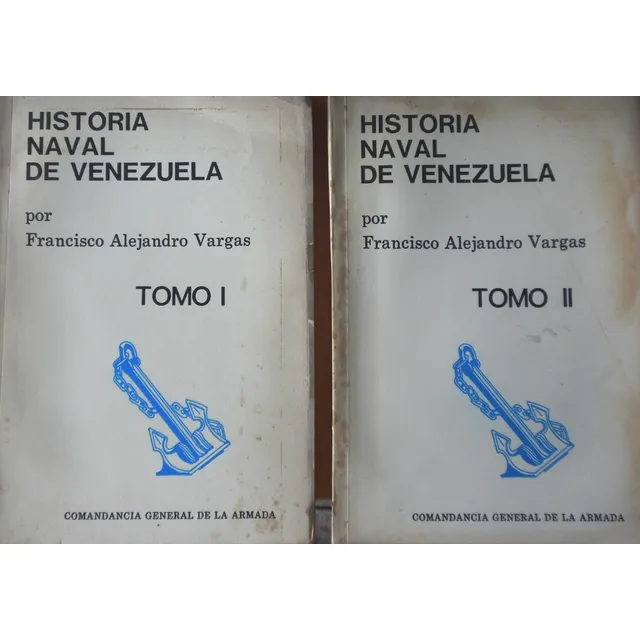 HISTORIA
NAVAL
DE VENEZUELA
por
Francisco Alejandro Vargas
TOMO I
COMANDANCIA GENERAL DE LA ARMADA
HISTORIA
NAVAL
DE VENEZUELA
por
Francisco Alejandro Vargas
TOMO II
COMANDANCIA GENERAL DE LA ARMADA